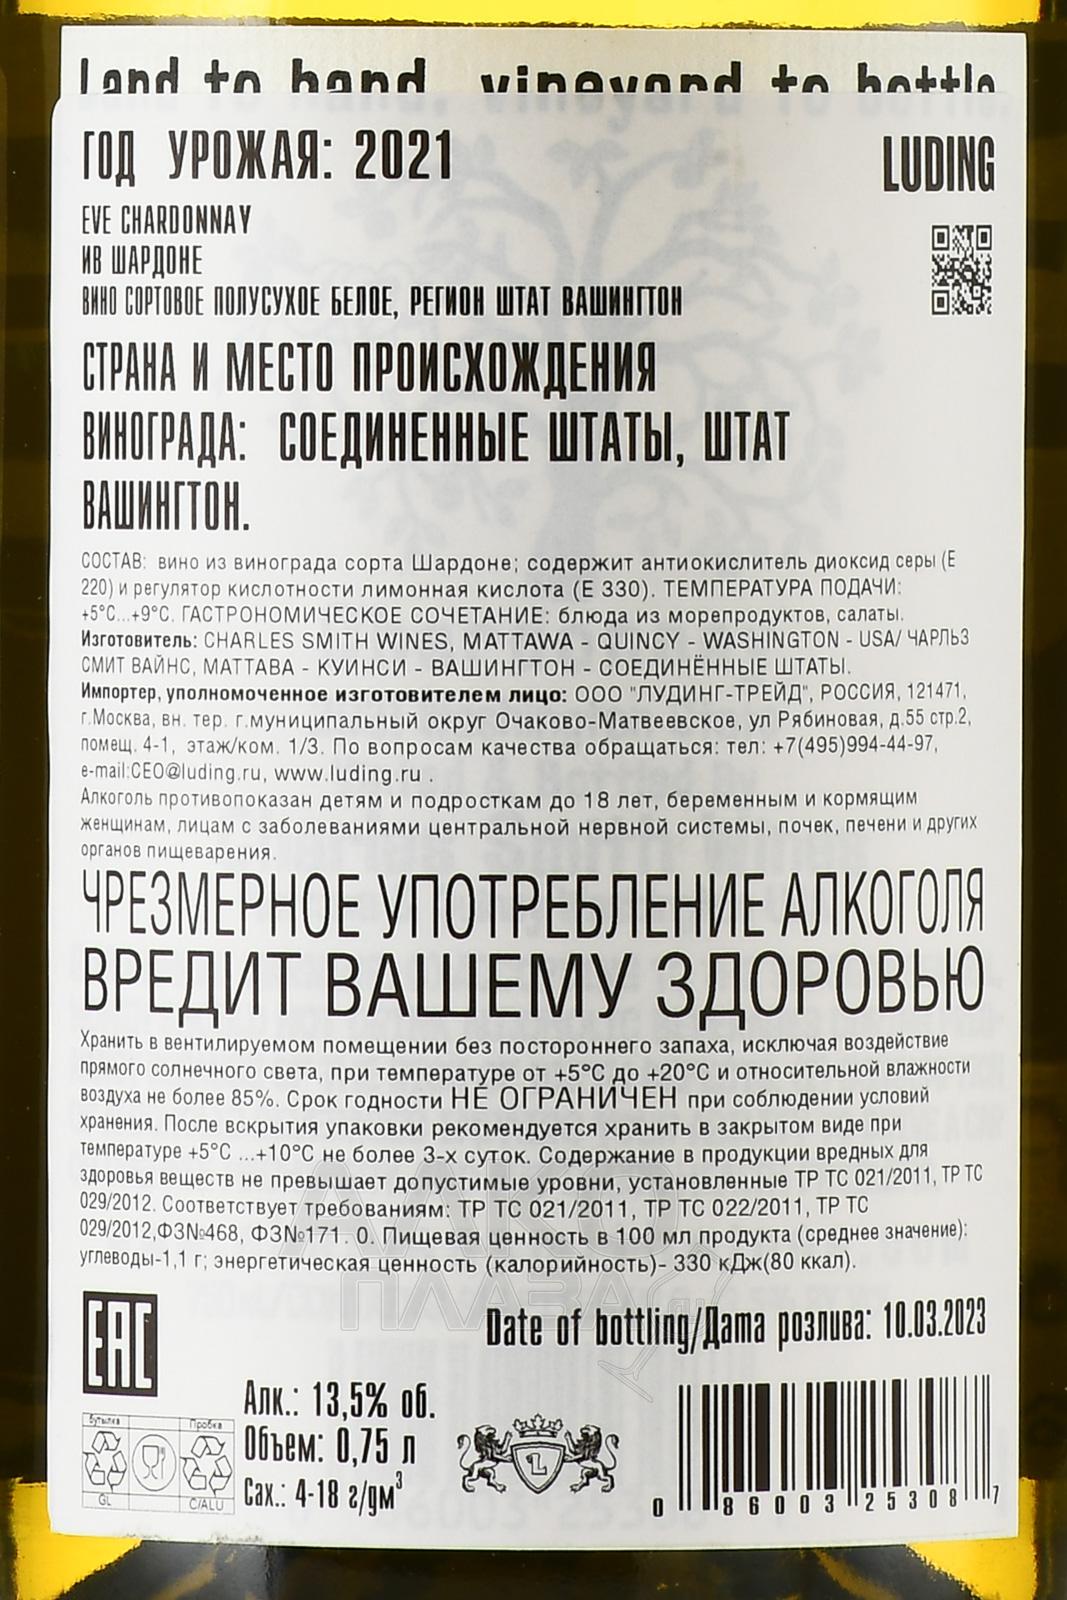 Land to hand, vineyard to bottle.
ГОД УРОЖАЯ: 2021
LUDING
EVE CHARDONNAY
ИВ ШАРДОНЕ
ВИНО СОРТОВОЕ ПОЛУСУХОЕ БЕЛОЕ, РЕГИОН ШТАТ ВАШИНГТОН
СТРАНА И МЕСТО ПРОИСХОЖДЕНИЯ
ВИНОГРАДА: СОЕДИНЕННЫЕ ШТАТЫ, ШТАТ
ВАШИНГТОН.
СОСТАВ: вино из винограда сорта Шардоне; содержит антиокислитель диоксид серы (Е
220) и регулятор кислотности лимонная кислота (Е 330). ТЕМПЕРАТУРА ПОДАЧИ:
+5°С...+9°С. ГАСТРОНОМИЧЕСКОЕ СОЧЕТАНИЕ: блюда из морепродуктов, салаты.
Изготовитель: CHARLES SMITH WINES, MATTAWA - QUINCY - WASHINGTON - USA/ ЧАРЛЬЗ
СМИТ ВАЙНС, МАТТАВА - КУИНСИ - ВАШИНГТОН - СОЕДИНЁННЫЕ ШТАТЫ.
Импортер, уполномоченное изготовителем лицо: ООО "ЛУДИНГ-ТРЕЙД", РОССИЯ, 121471,
г.Москва, вн. тер. г.муниципальный округ Очаково-Матвеевское, ул Рябиновая, д.55 стр.2,
помещ. 4-1, этаж/ком. 1/3. По вопросам качества обращаться: тел: +7(495)994-44-97,
e-mail:CEO@luding.ru, www.luding.ru .
Алкоголь противопоказан детям и подросткам до 18 лет, беременным и кормящим
женщинам, лицам с заболеваниями центральной нервной системы, почек, печени и других
органов пищеварения.
ЧРЕЗМЕРНОЕ УПОТРЕБЛЕНИЕ АЛКОГОЛЯ
ВРЕДИТ ВАШЕМУ ЗДОРОВЬЮ
Хранить в вентилируемом помещении без постороннего запаха, исключая воздействие
прямого солнечного света, при температуре от +5°С до +20°С и относительной влажности
воздуха не более 85%. Срок годности НЕ ОГРАНИЧЕН при соблюдении условий
хранения. После вскрытия упаковки рекомендуется хранить в закрытом виде при
температуре +5°С ...+10°С не более 3-х суток. Содержание в продукции вредных для
здоровья веществ не превышает допустимые уровни, установленные ТР ТС 021/2011, ТР ТС
029/2012. Соответствует требованиям: ТР ТС 021/2011, ТР ТС 022/2011, ТР ТС
029/2012,ФЗ№468, ФЗ№171. 0. Пищевая ценность в 100 мл продукта (среднее значение):
углеводы-1,1 г; энергетическая ценность (калорийность)- 330 кДж(80 ккал).
АЛКО
ПЛАЗА.ru
Date of bottling/Дата розлива: 10.03.2023
EAC
Алк.: 13,5% об.
Объем: 0,75 л
Сах.: 4-18 г/дм³
Бутылка
Пробка
GL
C/ALU
L
0 86003 25308 7